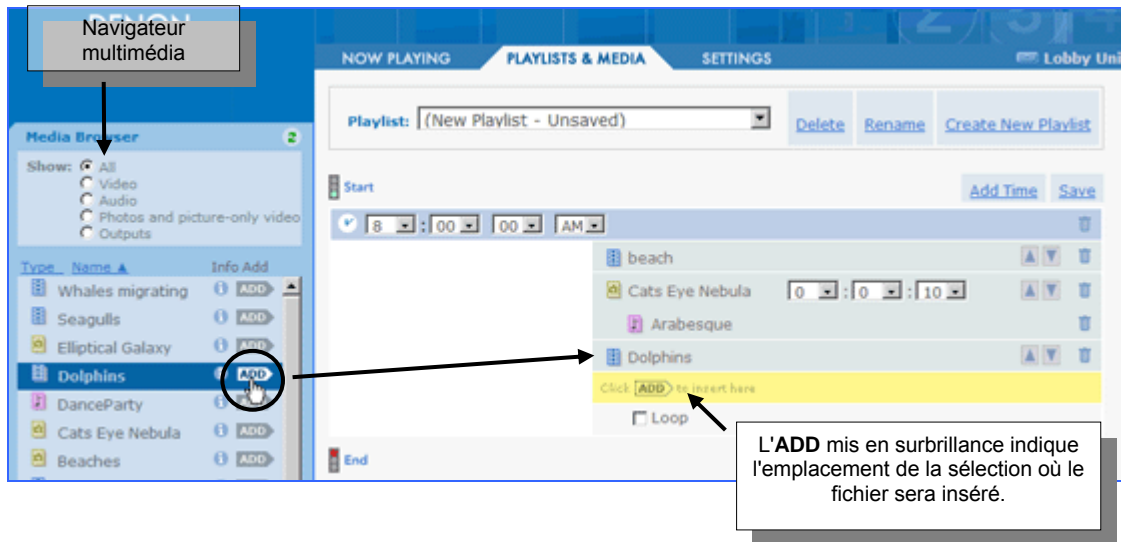 Navigateur
multimédia
DENON
NOW PLAYING PLAYLISTS & MEDIA SETTINGS Lobby Uni
Playlist: (New Playlist - Unsaved) Delete Rename Create New Playlist
Media Browser 2
Show: All
Video
Audio
Photos and picture-only video
Outputs
Type Name ▲ Info Add
Whales migrating ADD
Seagulls ADD
Elliptical Galaxy ADD
Dolphins ADD
DanceParty
Cats Eye Nebula ADD
Beaches ADD
Start Add Time Save
8 : 00 00 AM
beach
Cats Eye Nebula 0 : 0 : 10
Arabesque
Dolphins
Click ADD to insert here
Loop
End
L'ADD mis en surbrillance indique
l'emplacement de la sélection où le
fichier sera inséré.